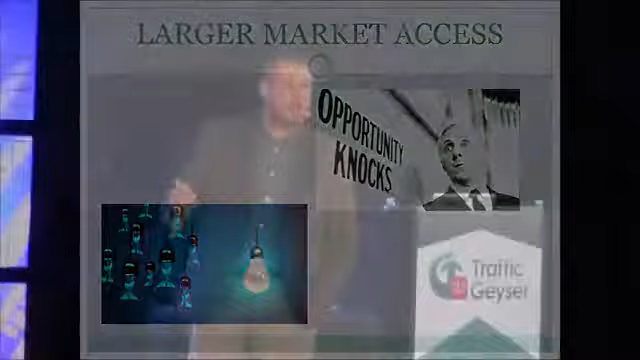 LARGER MARKET ACCESS
OPPORTUNITY
KNOCKS
Traffic
Geyser